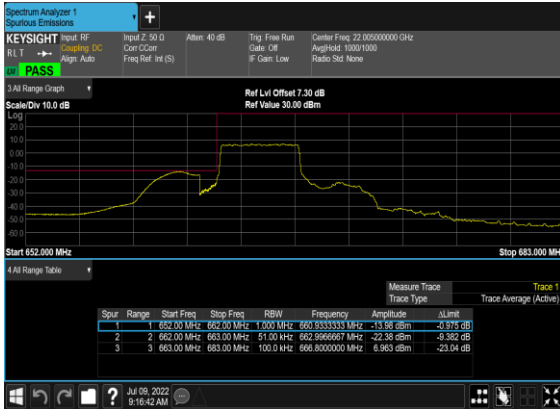 Spectrum Analyzer 1
Spurious Emissions
+
KEYSIGHT Input: RF Input Z: 50 Ω Atten: 40 dB Trig: Free Run Center Freq: 22.005000000 GHz
RLT Coupling: DC Corr CCorr Gate: Off Avg|Hold: 1000/1000
Align: Auto Freq Ref: Int (S) IF Gain: Low Radio Std: None
PASS
3 All Range Graph
Ref Lvl Offset 7.30 dB
Scale/Div 10.0 dB Ref Value 30.00 dBm
Log
20.0
10.0
0.00
-10.0
-20.0
-30.0
-40.0
-50.0
-60.0
Start 652.000 MHz Stop 683.000 MH
4 All Range Table
Measure Trace Trace 1
Trace Type Trace Average (Active)
Spur Range Start Freq Stop Freq RBW Frequency Amplitude ΔLimit
1 1 652.00 MHz 662.00 MHz 1.000 MHz 660.9333333 MHz -13.98 dBm -0.975 dB
2 2 662.00 MHz 663.00 MHz 51.00 kHz 662.9966667 MHz -22.38 dBm -9.382 dB
3 3 663.00 MHz 683.00 MHz 100.0 kHz 666.8000000 MHz 6.963 dBm -23.04 dB
?
Jul 09, 2022
9:16:42 AM